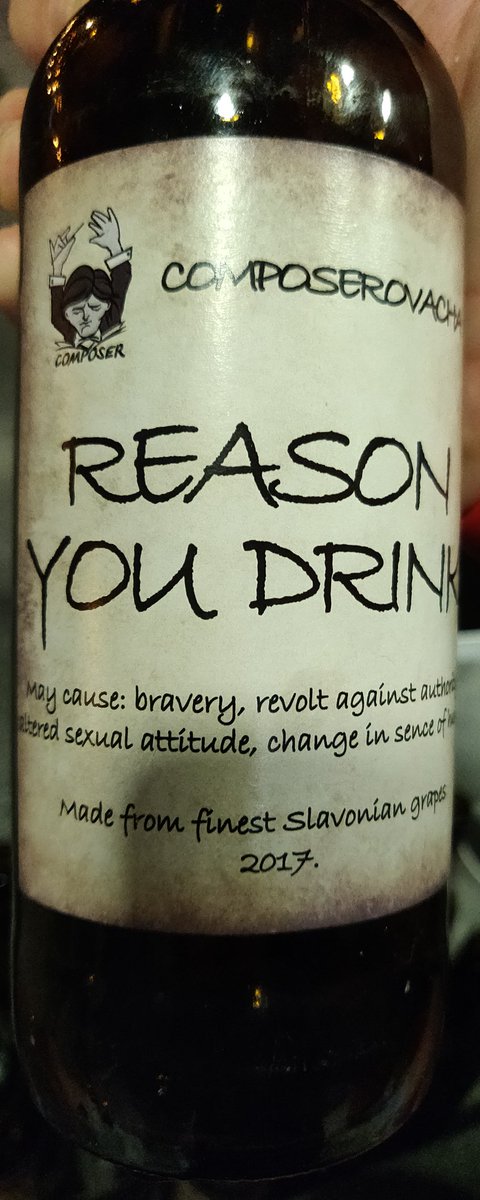 COMPOSER
COMPOSEROVACHA
REASON
YOU DRINK
May cause: bravery, revolt against
altered sexual attitude, change in sence of
Made from finest Slavonian grapes
2017.